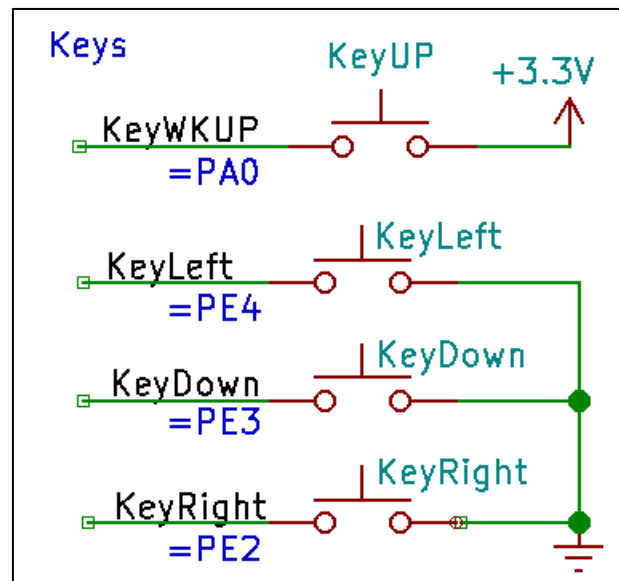 Keys
KeyUP
+3.3V
KeyWKUP
=PA0
KeyLeft
KeyLeft
=PE4
KeyDown
KeyDown
=PE3
KeyRight
KeyRight
=PE2